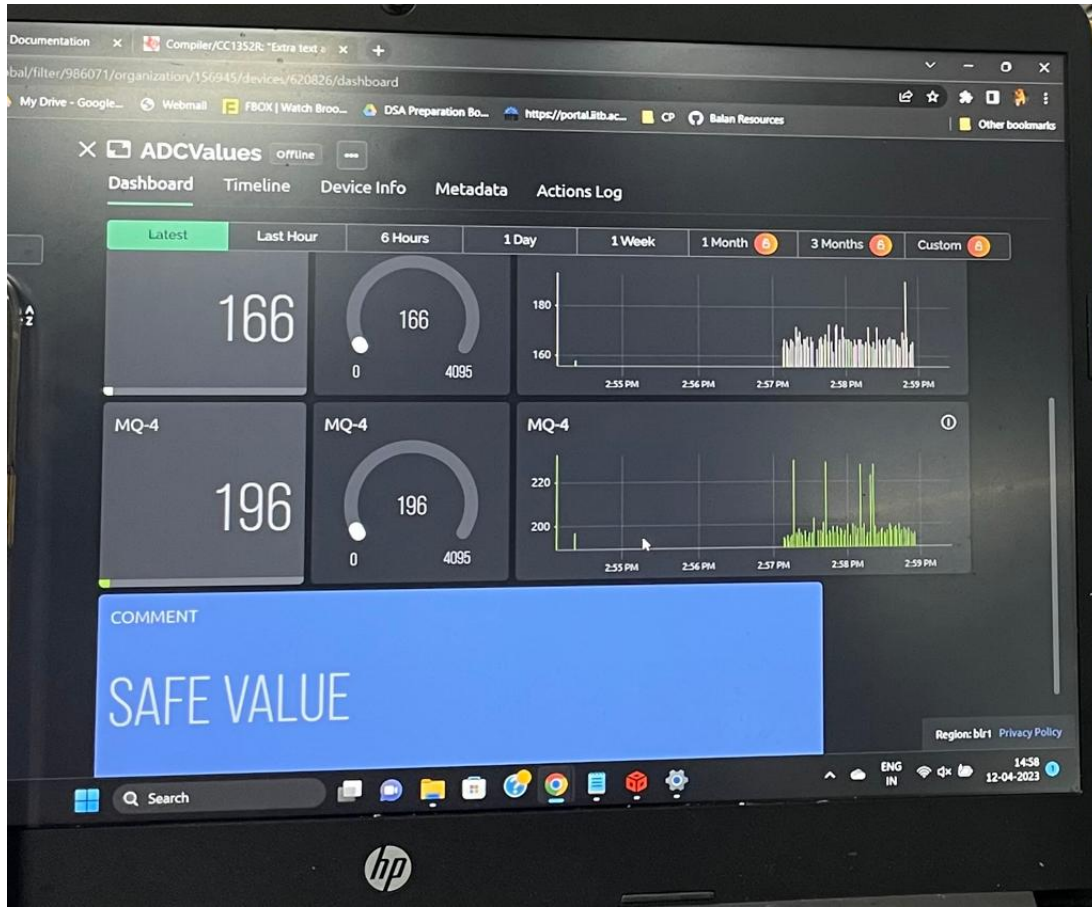 Documentation × Compiler/CC1352R: "Extra text a × +
bal/filter/986071/organization/156945/devices/620826/dashboard
My Drive - Google... Webmail FBOX | Watch Broo... DSA Preparation Bo... https://portal.iitb.ac... CP Balan Resources
Other bookmarks
ADCValues Offline ...
Dashboard Timeline Device Info Metadata Actions Log
Latest Last Hour 6 Hours 1 Day 1 Week 1 Month 3 Months Custom
166
166
0 4095
180
160
2:55 PM 2:56 PM 2:57 PM 2:58 PM 2:59 PM
MQ-4 MQ-4 MQ-4
196
196
0 4095
220
200
2:55 PM 2:56 PM 2:57 PM 2:58 PM 2:59 PM
COMMENT
SAFE VALUE
Region: blr1 Privacy Policy
Search
ENG
IN
14:58
12-04-2023
1
hp